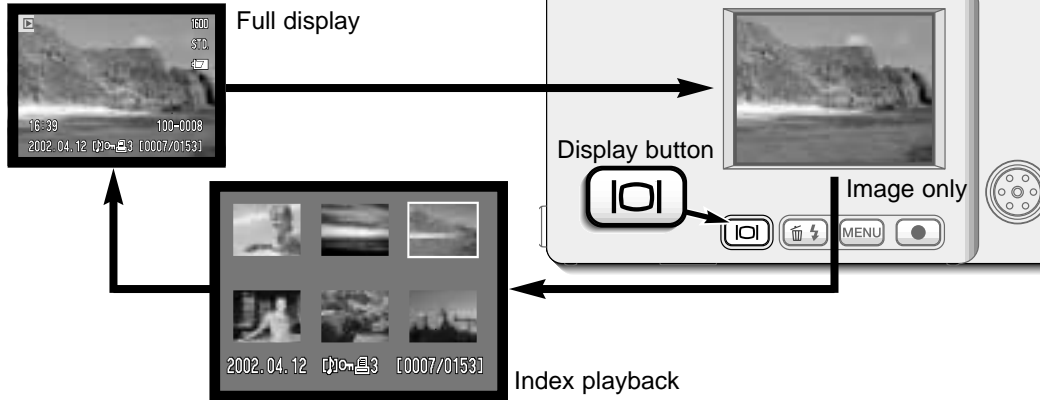 Full display
1600
STD.
16:39
100-0008
2002.04.12 3 [0007/0153]
Display button
Image only
MENU
2002.04.12 3 [0007/0153]
Index playback